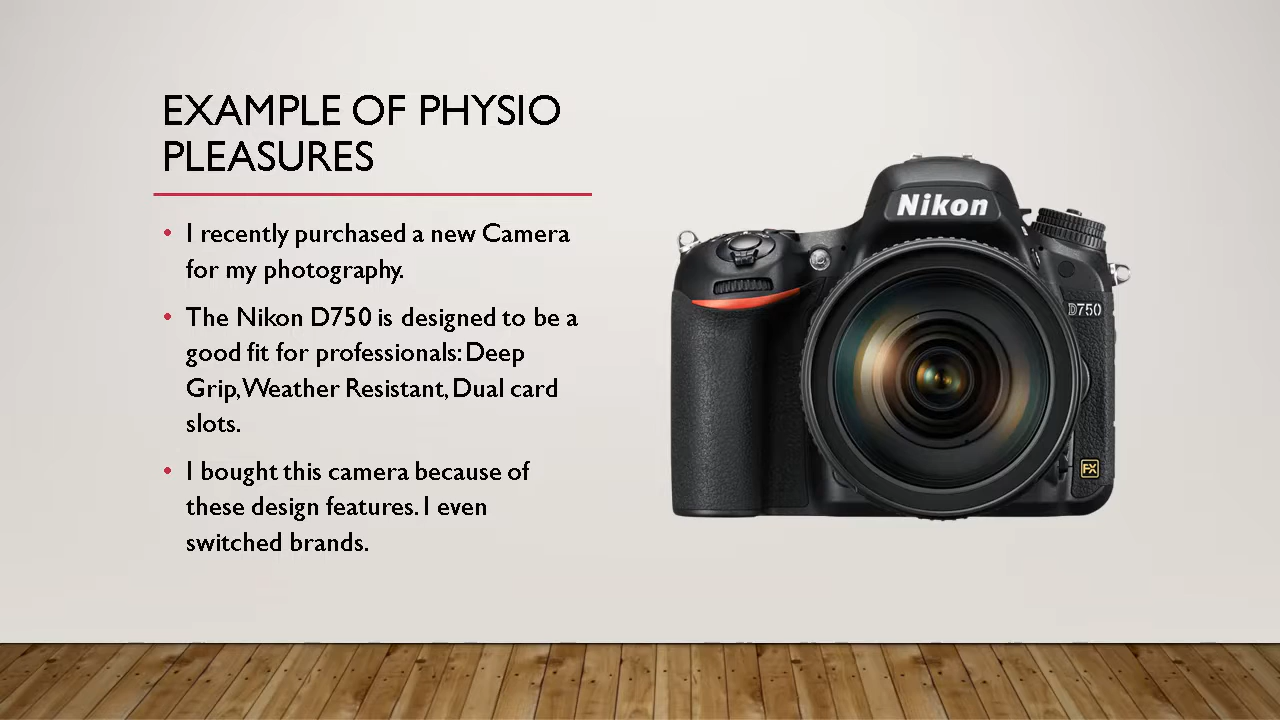 EXAMPLE OF PHYSIO
PLEASURES
• I recently purchased a new Camera
for my photography.
• The Nikon D750 is designed to be a
good fit for professionals: Deep
Grip, Weather Resistant, Dual card
slots.
• I bought this camera because of
these design features. I even
switched brands.
Nikon
D750
FX